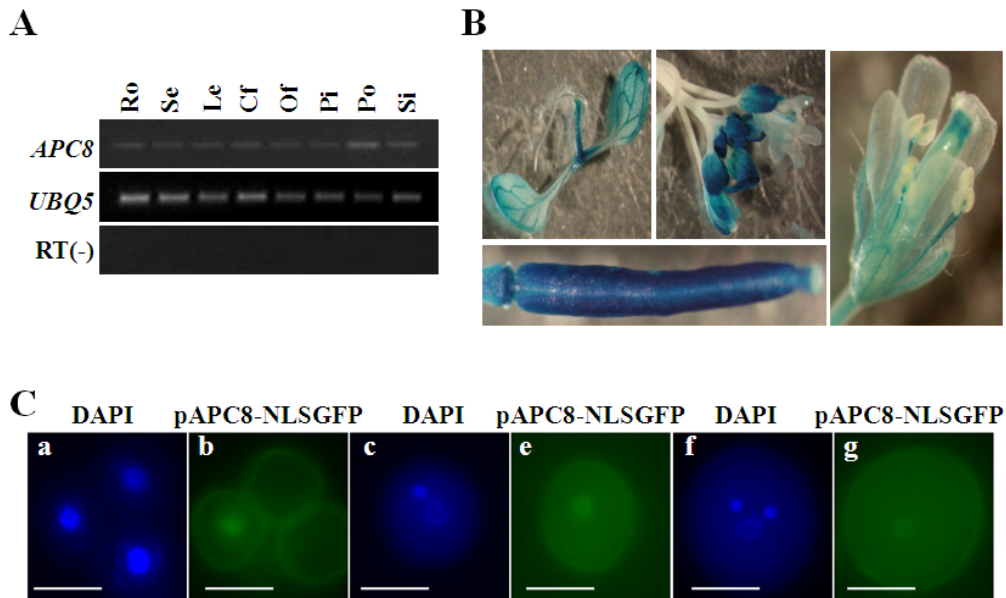 A
Ro Se Le Cf Of Pi Po Si
APC8
UBQ5
RT(-)
B
C
DAPI pAPC8-NLSGFP DAPI pAPC8-NLSGFP DAPI pAPC8-NLSGFP
a b c e f g